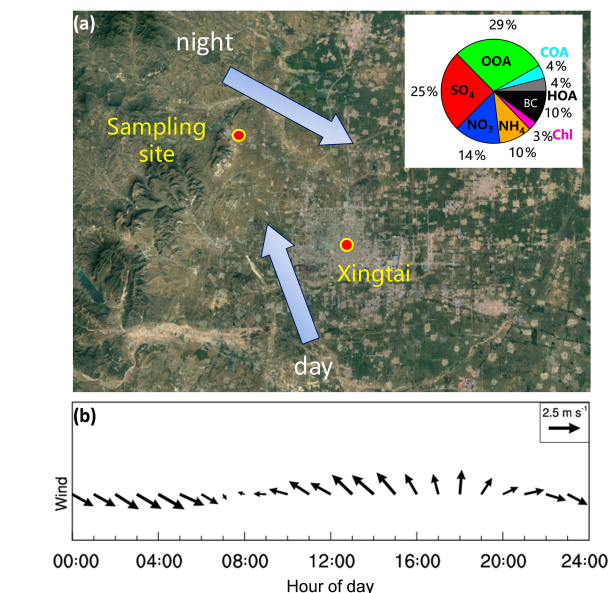 (a)
night
Sampling
site
Xingtai
day
29%
COA
4%
OOA
4%
HOA
25%
SO4
BC
10%
NO3
NH4
3%
Chl
14%
10%
(b)
2.5 m s-1
Wind
00:00
04:00
08:00
12:00
16:00
20:00
24:00
Hour of day